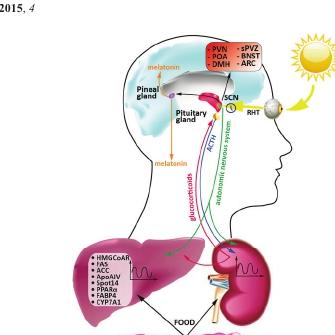 2015, 4
• PVN • sPVZ
• POA • BNST
• DMH • ARC
melatonin
Pineal
gland
SCN
RHT
Pituitary
gland
ACTH
autonomic nervous system
melatonin
glucocorticoids
• HMGCoAR
• FAS
• ACC
• ApoAIV
• Spot14
• PPARα
• FABP4
• CYP7A1
FOOD